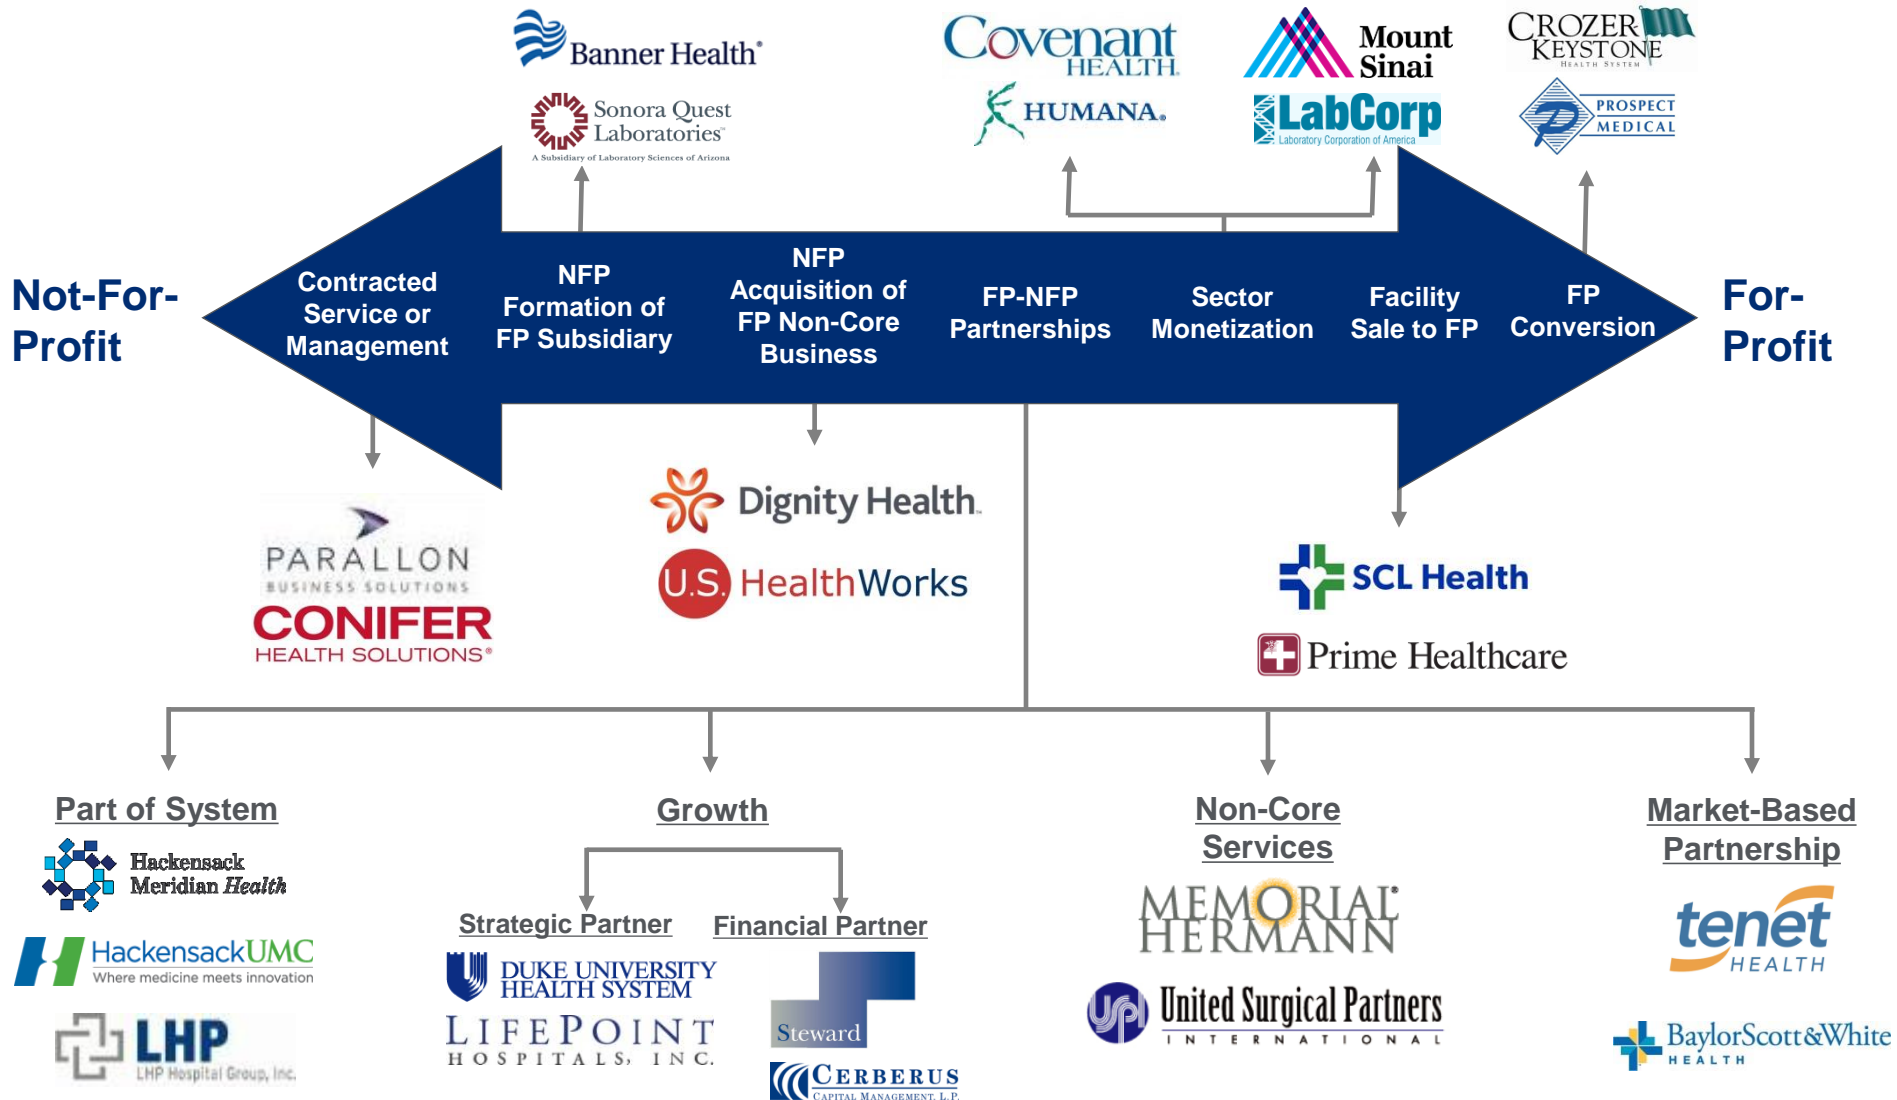 Banner Health®
Sonora Quest
Laboratories™
A Subsidiary of Laboratory Sciences of Arizona
Covenant
HEALTH®
HUMANA®
Mount
Sinai
LabCorp
Laboratory Corporation of America
CROZER-
KEYSTONE
HEALTH SYSTEM
P
PROSPECT
MEDICAL
Not-For-
Profit
Contracted
Service or
Management
NFP
Formation of
FP Subsidiary
NFP
Acquisition of
FP Non-Core
Business
FP-NFP
Partnerships
Sector
Monetization
Facility
Sale to FP
FP
Conversion
For-
Profit
PARALLON
BUSINESS SOLUTIONS
CONIFER
HEALTH SOLUTIONS®
Dignity Health™
U.S. HealthWorks
SCL Health
Prime Healthcare
Part of System
Hackensack
Meridian Health
HackensackUMC
Where medicine meets innovation
LHP
LHP Hospital Group, Inc.
Growth
Strategic Partner
DUKE UNIVERSITY
HEALTH SYSTEM
LIFEPOINT
HOSPITALS, INC.
Financial Partner
Steward
CERBERUS
CAPITAL MANAGEMENT, L.P.
Non-Core
Services
MEMORIAL®
HERMANN
USPI
United Surgical Partners
INTERNATIONAL
Market-Based
Partnership
tenet
HEALTH
BaylorScott&White
HEALTH